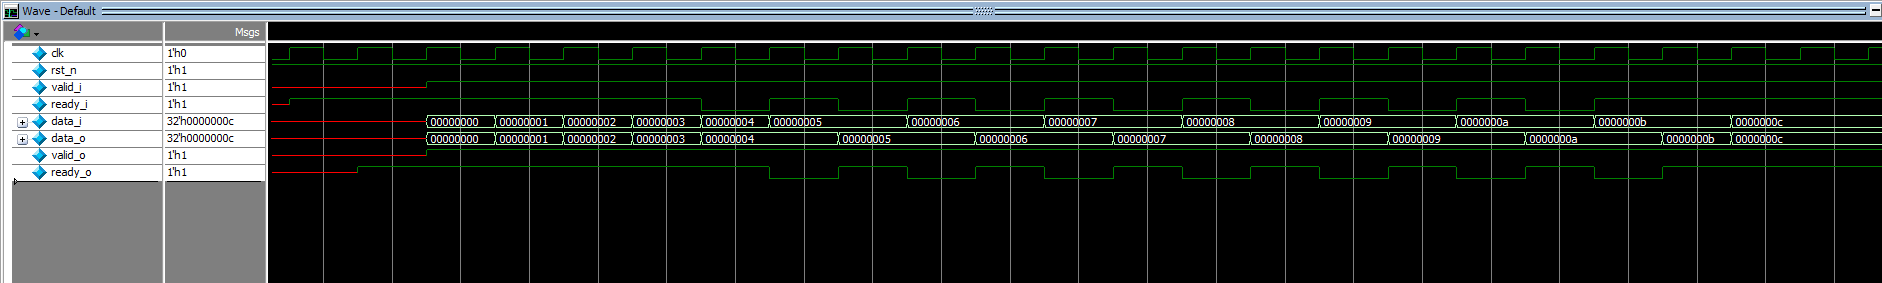 Wave - Default
Msgs
clk 1'h0
rst_n 1'h1
valid_i 1'h1
ready_i 1'h1
data_i 32'h0000000c 00000000 00000001 00000002 00000003 00000004 00000005 00000006 00000007 00000008 00000009 0000000a 0000000b 0000000c
data_o 32'h0000000c 00000000 00000001 00000002 00000003 00000004 00000005 00000006 00000007 00000008 00000009 0000000a 0000000b 0000000c
valid_o 1'h1
ready_o 1'h1